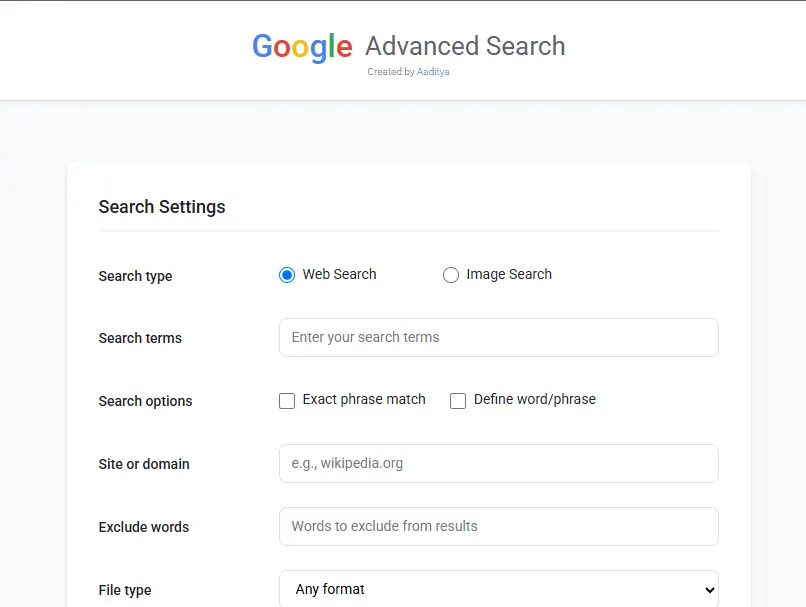 Google Advanced Search
Created by Aaditya
Search Settings
Search type
Web Search
Image Search
Search terms
Enter your search terms
Search options
Exact phrase match
Define word/phrase
Site or domain
e.g., wikipedia.org
Exclude words
Words to exclude from results
File type
Any format